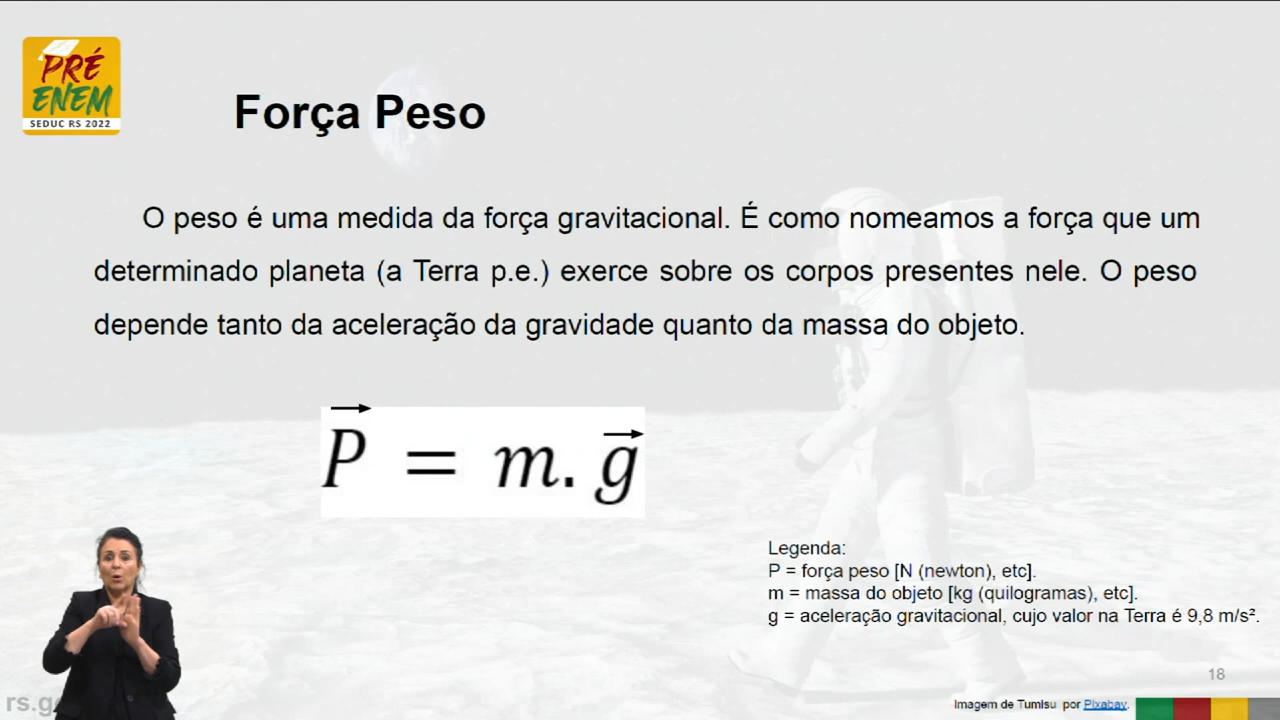 PRÉ
ENEM
SEDUC RS 2022
Força Peso
O peso é uma medida da força gravitacional. É como nomeamos a força que um
determinado planeta (a Terra p.e.) exerce sobre os corpos presentes nele. O peso
depende tanto da aceleração da gravidade quanto da massa do objeto.
P⃗ = m. g⃗
Legenda:
P = força peso [N (newton), etc].
m = massa do objeto [kg (quilogramas), etc].
g = aceleração gravitacional, cujo valor na Terra é 9,8 m/s².
18
Imagem de Tumisu por Pixabay.